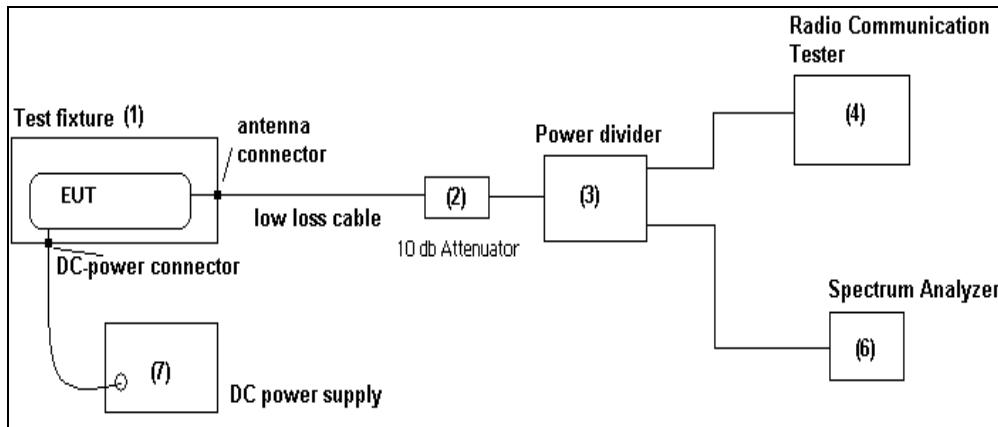 Radio Communication
Tester
(4)
Test fixture (1)
antenna
connector
Power divider
EUT
(2)
(3)
low loss cable
10 db Attenuator
DC-power connector
Spectrum Analyzer
(6)
(7)
DC power supply